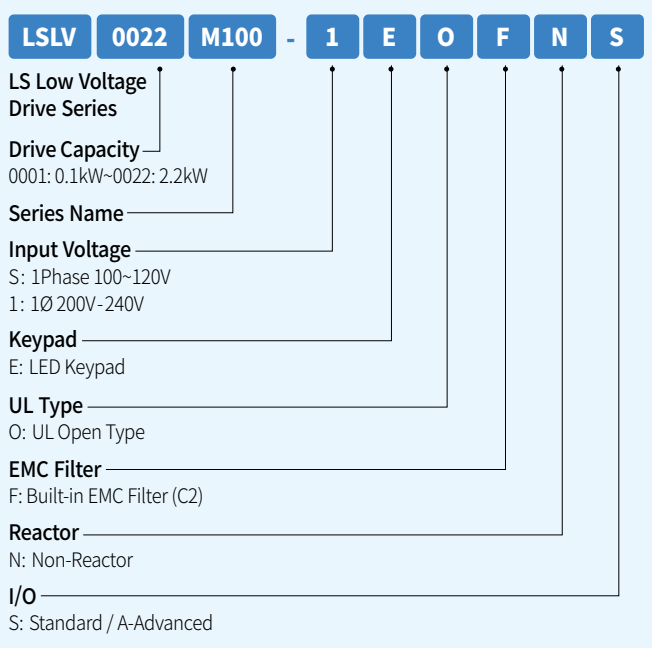 LSLV 0022 M100 - 1 E O F N S
LS Low Voltage
Drive Series
Drive Capacity
0001: 0.1kW~0022: 2.2kW
Series Name
Input Voltage
S: 1Phase 100~120V
1: 1Ø 200V-240V
Keypad
E: LED Keypad
UL Type
O: UL Open Type
EMC Filter
F: Built-in EMC Filter (C2)
Reactor
N: Non-Reactor
I/O
S: Standard / A-Advanced